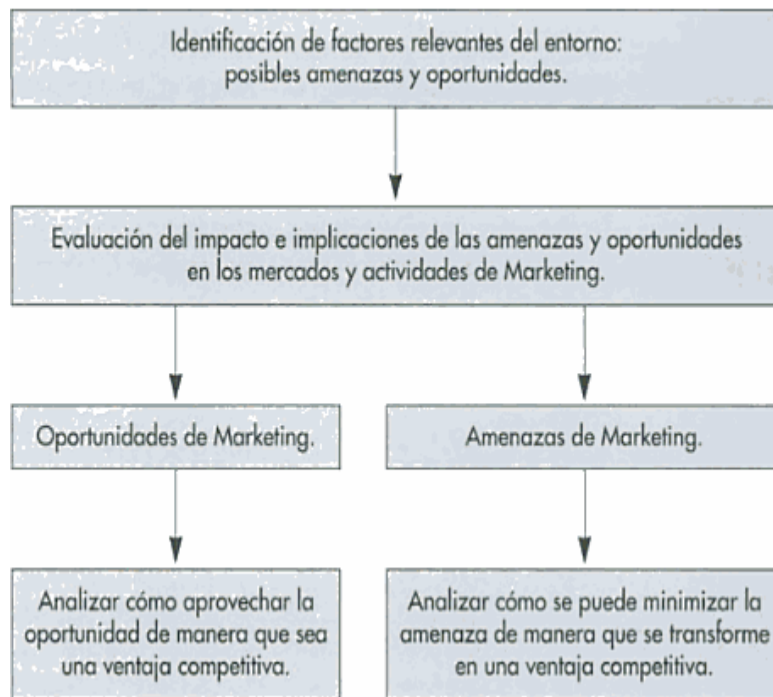 Identificación de factores relevantes del entorno:
posibles amenazas y oportunidades.
Evaluación del impacto e implicaciones de las amenazas y oportunidades
en los mercados y actividades de Marketing.
Oportunidades de Marketing.
Amenazas de Marketing.
Analizar cómo aprovechar la
oportunidad de manera que sea
una ventaja competitiva.
Analizar cómo se puede minimizar la
amenaza de manera que se transforme
en una ventaja competitiva.